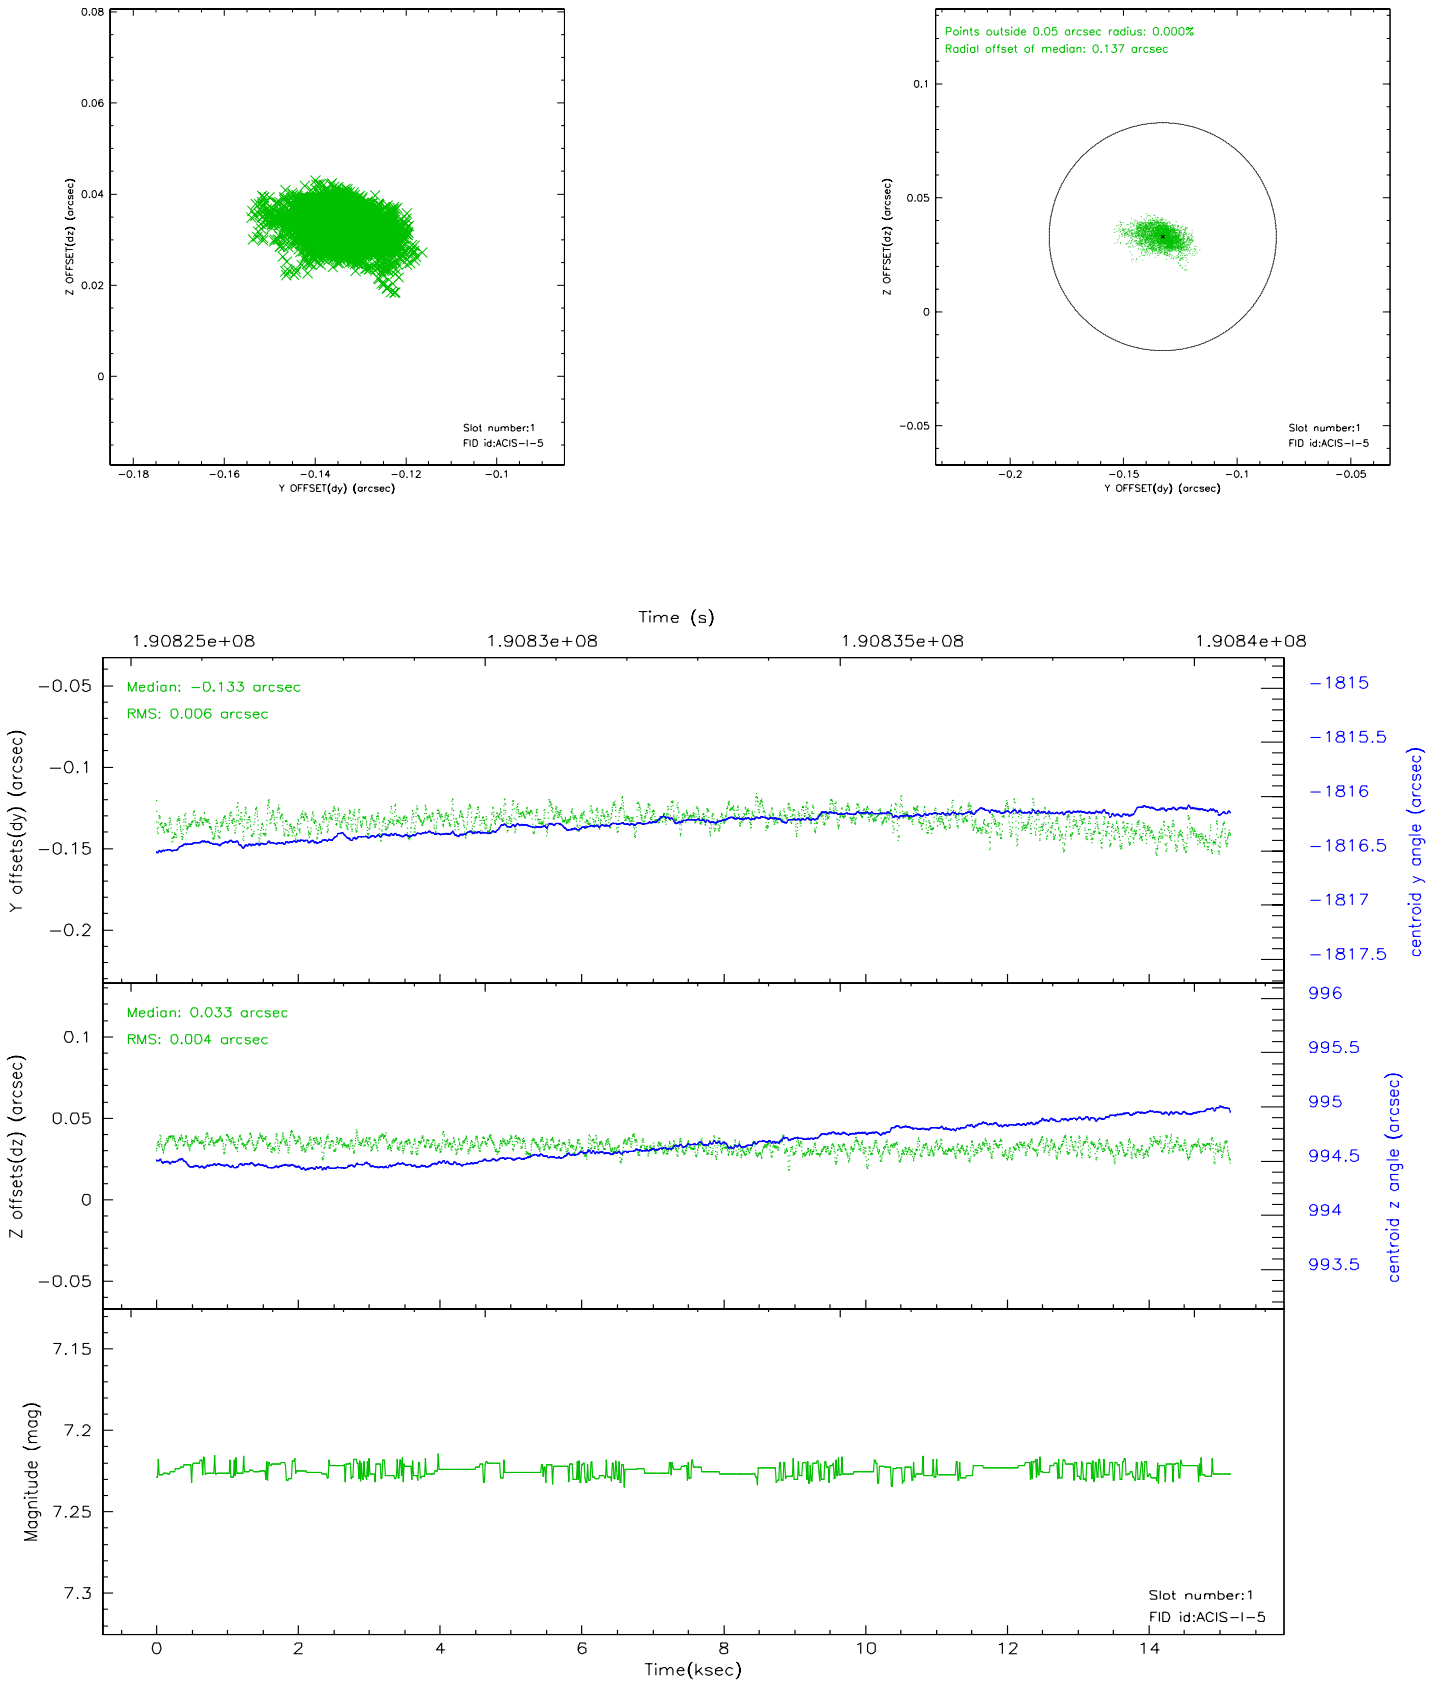 0.08
0.06
0.04
0.02
0
Z OFFSET(dz) (arcsec)
Slot number:1
FID id:ACIS-I-5
-0.18 -0.16 -0.14 -0.12 -0.1
Y OFFSET(dy) (arcsec)
Points outside 0.05 arcsec radius: 0.000%
Radial offset of median: 0.137 arcsec
0.1
0.05
0
-0.05
Z OFFSET(dz) (arcsec)
Slot number:1
FID id:ACIS-I-5
-0.2 -0.15 -0.1 -0.05
Y OFFSET(dy) (arcsec)
Time (s)
1.90825e+08 1.9083e+08 1.90835e+08 1.9084e+08
Median: -0.133 arcsec
RMS: 0.006 arcsec
-0.05
-0.1
-0.15
-0.2
Y offsets(dy) (arcsec)
-1815
-1815.5
-1816
-1816.5
-1817
-1817.5
centroid y angle (arcsec)
Median: 0.033 arcsec
RMS: 0.004 arcsec
0.1
0.05
0
-0.05
Z offsets(dz) (arcsec)
996
995.5
995
994.5
994
993.5
centroid z angle (arcsec)
7.15
7.2
7.25
7.3
Magnitude (mag)
Slot number:1
FID id:ACIS-I-5
0 2 4 6 8 10 12 14
Time(ksec)